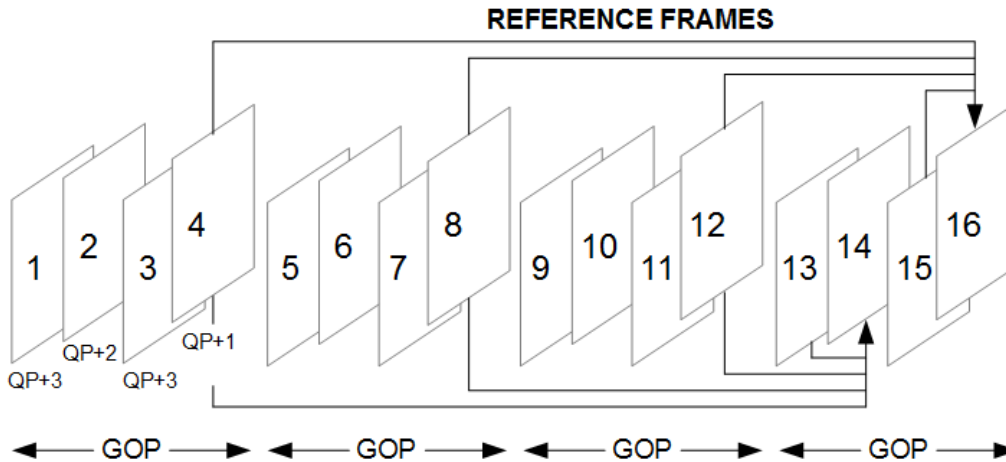 REFERENCE FRAMES
1
2
3
4
5
6
7
8
9
10
11
12
13
14
15
16
QP+3
QP+2
QP+3
QP+1
GOP
GOP
GOP
GOP